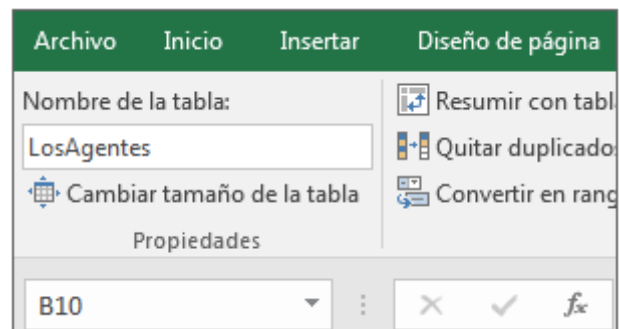 Archivo Inicio Insertar Diseño de página
Nombre de la tabla:
LosAgentes
Cambiar tamaño de la tabla
Propiedades
Resumir con tabl
Quitar duplicado
Convertir en rang
B10
fx